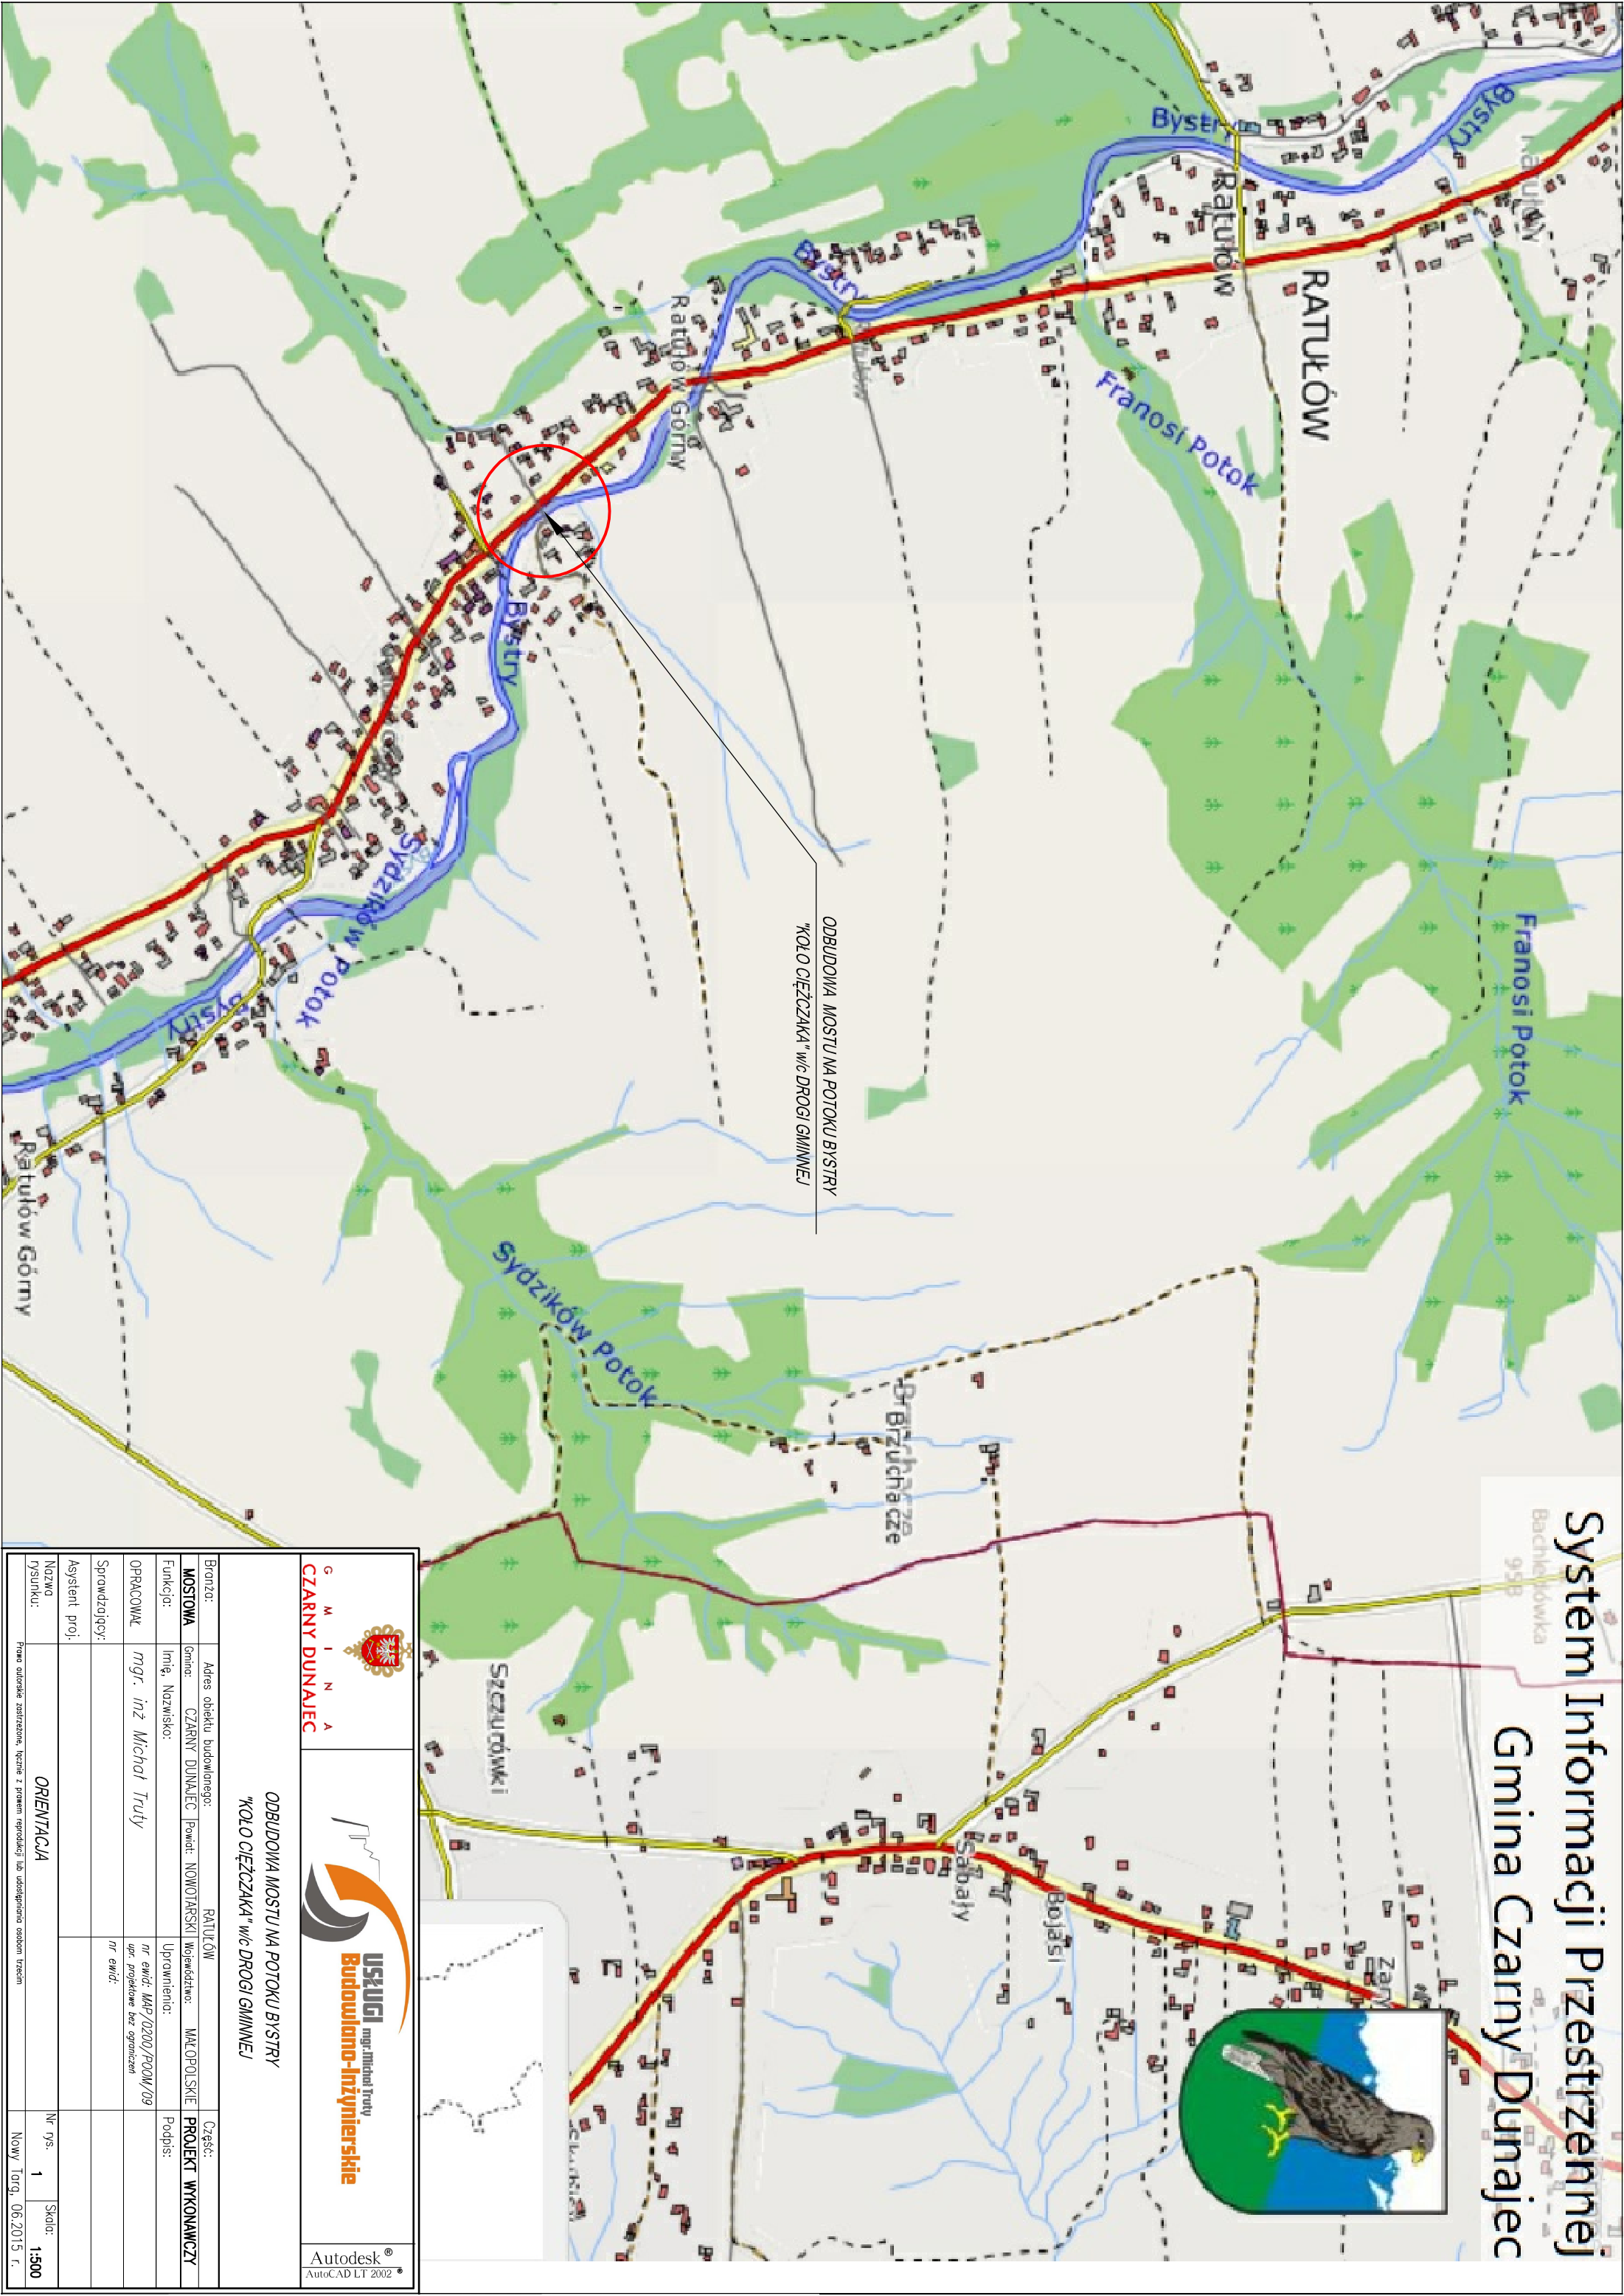 System Informacji Przestrzennej
Gmina Czarny Dunajec
Bachledówka
958
Bystry
Bystry
Ratułów
RATUŁÓW
Franosi Potok
Franosi Potok
Bystry
Ratułów Górny
Bystry
ODBUDOWA MOSTU NA POTOKU BYSTRY
"KOŁO CIĘŻCZAKA" w/c DROGI GMINNEJ
Sydzików Potok
Bystry
Ratułów Górny
Sydzików Potok
Brzuchacze
Szczurówki
Sabały
Bojasi
Zary
G M I N A
CZARNY DUNAJEC
USŁUGI mgr.Michał Truty
Budowlano-Inżynierskie
Autodesk ®
AutoCAD LT 2002 ®
ODBUDOWA MOSTU NA POTOKU BYSTRY
"KOŁO CIĘŻCZAKA" w/c DROGI GMINNEJ
Branża: Adres obiektu budowlanego: RATUŁÓW Część:
MOSTOWA Gmina: CZARNY DUNAJEC Powiat: NOWOTARSKI Województwo: MAŁOPOLSKIE PROJEKT WYKONAWCZY
Funkcja: Imię, Nazwisko: Uprawnienia: Podpis:
OPRACOWAŁ mgr. inż Michał Truty nr ewid: MAP/0200/POOM/09
upr. projektowe bez ograniczeń
Sprawdzający: nr ewid:
Asystent proj.
Nazwa rysunku: ORIENTACJA Nr rys. 1 Skala: 1:500
Prawa autorskie zastrzeżone, łącznie z prawem reprodukcji lub udostępniania osobom trzecim Nowy Targ, 06.2015 r.